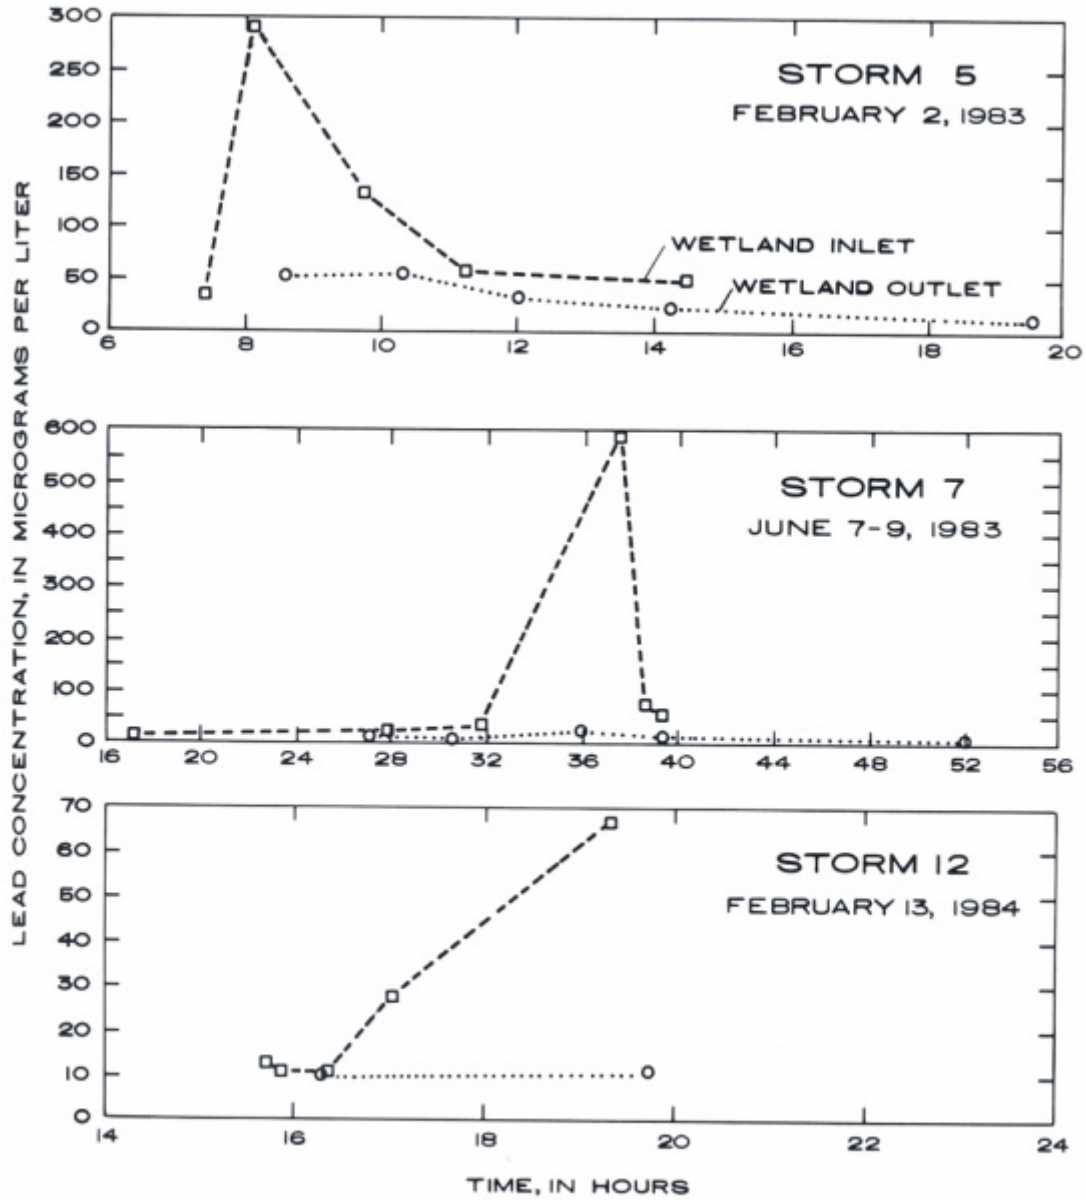 LEAD CONCENTRATION, IN MICROGRAMS PER LITER
300
250
200
150
100
50
0
STORM 5
FEBRUARY 2, 1983
WETLAND INLET
WETLAND OUTLET
6 8 10 12 14 16 18 20
600
500
400
300
200
100
0
STORM 7
JUNE 7-9, 1983
16 20 24 28 32 36 40 44 48 52 56
70
60
50
40
30
20
10
0
STORM 12
FEBRUARY 13, 1984
14 16 18 20 22 24
TIME, IN HOURS